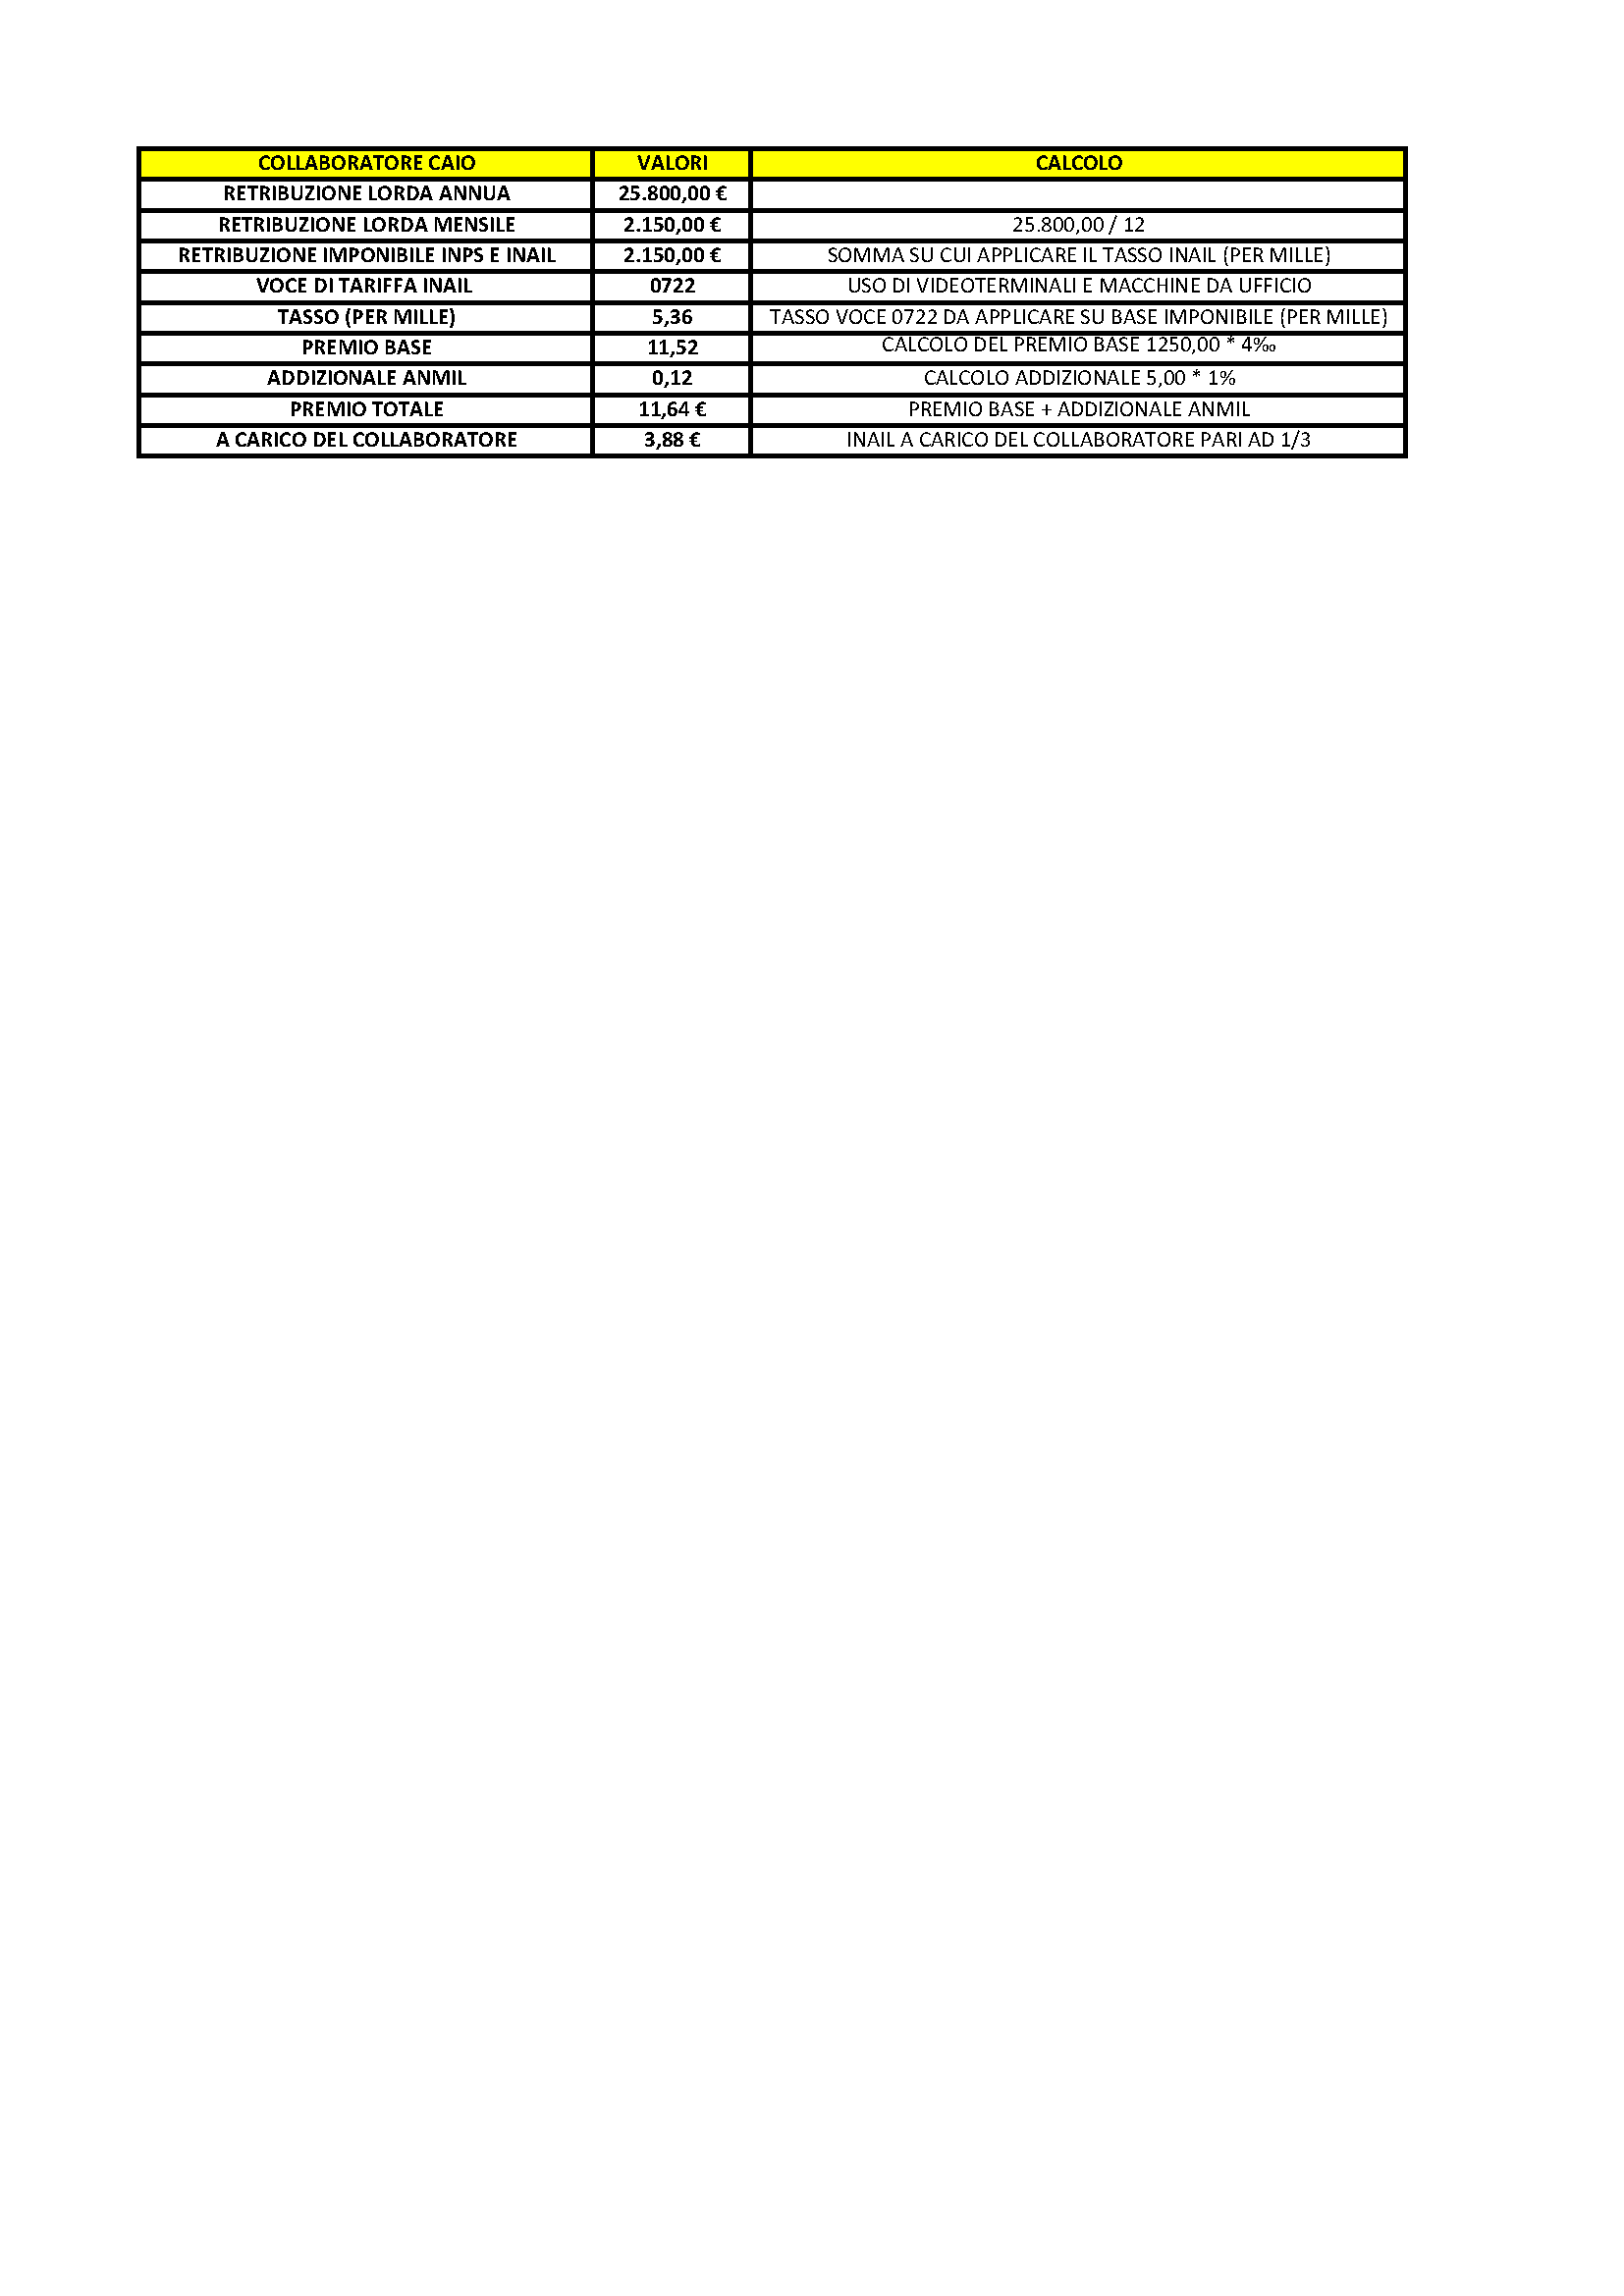 COLLABORATORE CAIO VALORI CALCOLO
RETRIBUZIONE LORDA ANNUA 25.800,00 €
RETRIBUZIONE LORDA MENSILE 2.150,00 € 25.800,00 / 12
RETRIBUZIONE IMPONIBILE INPS E INAIL 2.150,00 € SOMMA SU CUI APPLICARE IL TASSO INAIL (PER MILLE)
VOCE DI TARIFFA INAIL 0722 USO DI VIDEOTERMINALI E MACCHINE DA UFFICIO
TASSO (PER MILLE) 5,36 TASSO VOCE 0722 DA APPLICARE SU BASE IMPONIBILE (PER MILLE)
PREMIO BASE 11,52 CALCOLO DEL PREMIO BASE 1250,00 * 4‰
ADDIZIONALE ANMIL 0,12 CALCOLO ADDIZIONALE 5,00 * 1%
PREMIO TOTALE 11,64 € PREMIO BASE + ADDIZIONALE ANMIL
A CARICO DEL COLLABORATORE 3,88 € INAIL A CARICO DEL COLLABORATORE PARI AD 1/3